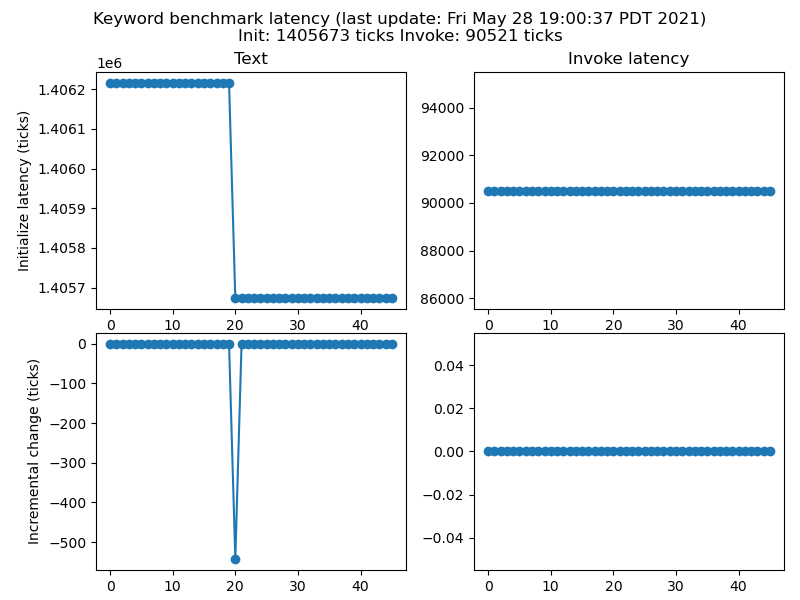 Keyword benchmark latency (last update: Fri May 28 19:00:37 PDT 2021)
Init: 1405673 ticks Invoke: 90521 ticks
Text
1e6
Initialize latency (ticks)
1.4062
1.4061
1.4060
1.4059
1.4058
1.4057
0 10 20 30 40
Invoke latency
94000
92000
90000
88000
86000
0 10 20 30 40
Incremental change (ticks)
0
−100
−200
−300
−400
−500
0 10 20 30 40
0.04
0.02
0.00
−0.02
−0.04
0 10 20 30 40